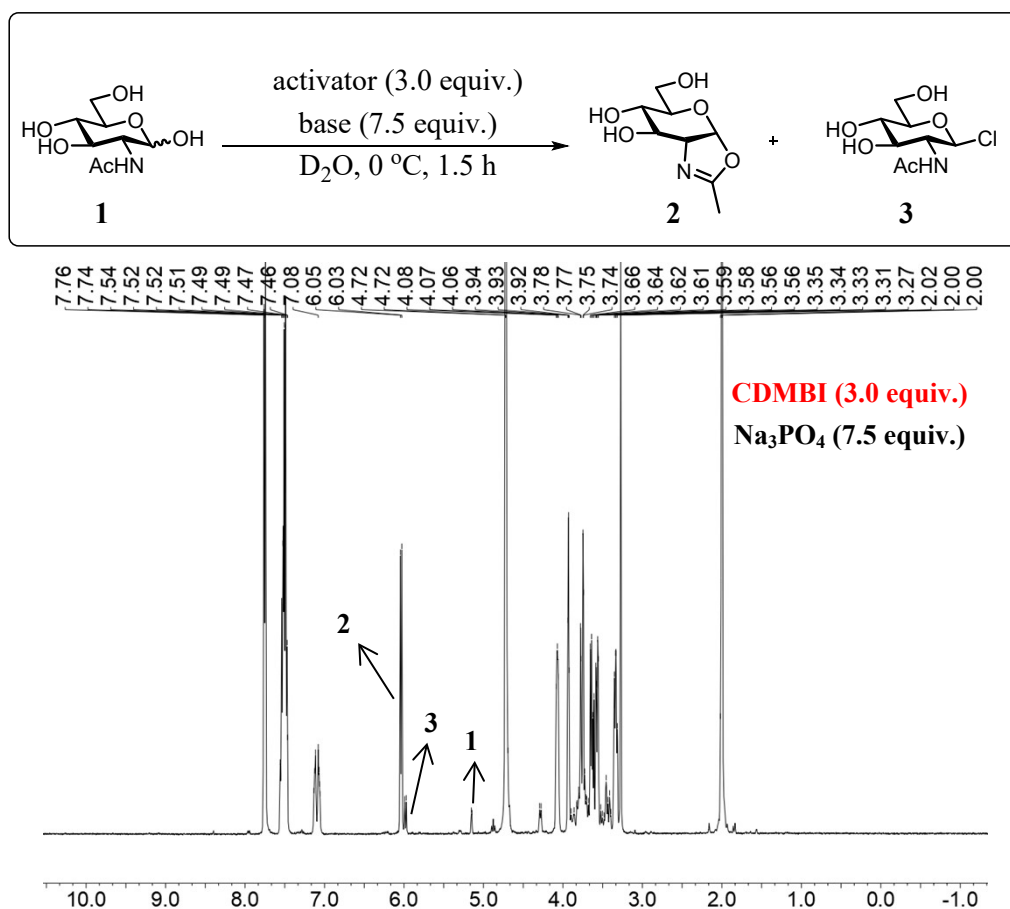 OH
HO
O
HO
OH
AcHN
1
activator (3.0 equiv.)
base (7.5 equiv.)
D₂O, 0 °C, 1.5 h
OH
HO
O
HO
N
O
2
+
OH
HO
O
HO
Cl
AcHN
3
7.76 7.74 7.54 7.52 7.52 7.51 7.49 7.49 7.47 7.46 7.08 6.05 6.03 4.72 4.72 4.08 4.07 4.06 3.94 3.93 3.92 3.78 3.77 3.75 3.74 3.66 3.64 3.62 3.61 3.59 3.58 3.56 3.56 3.355 3.34 3.33 3.31 3.27 2.02 2.00 2.00
CDMBI (3.0 equiv.)
Na₃PO₄ (7.5 equiv.)
2
3
1
10.0 9.0 8.0 7.0 6.0 5.0 4.0 3.0 2.0 1.0 0.0 -1.0